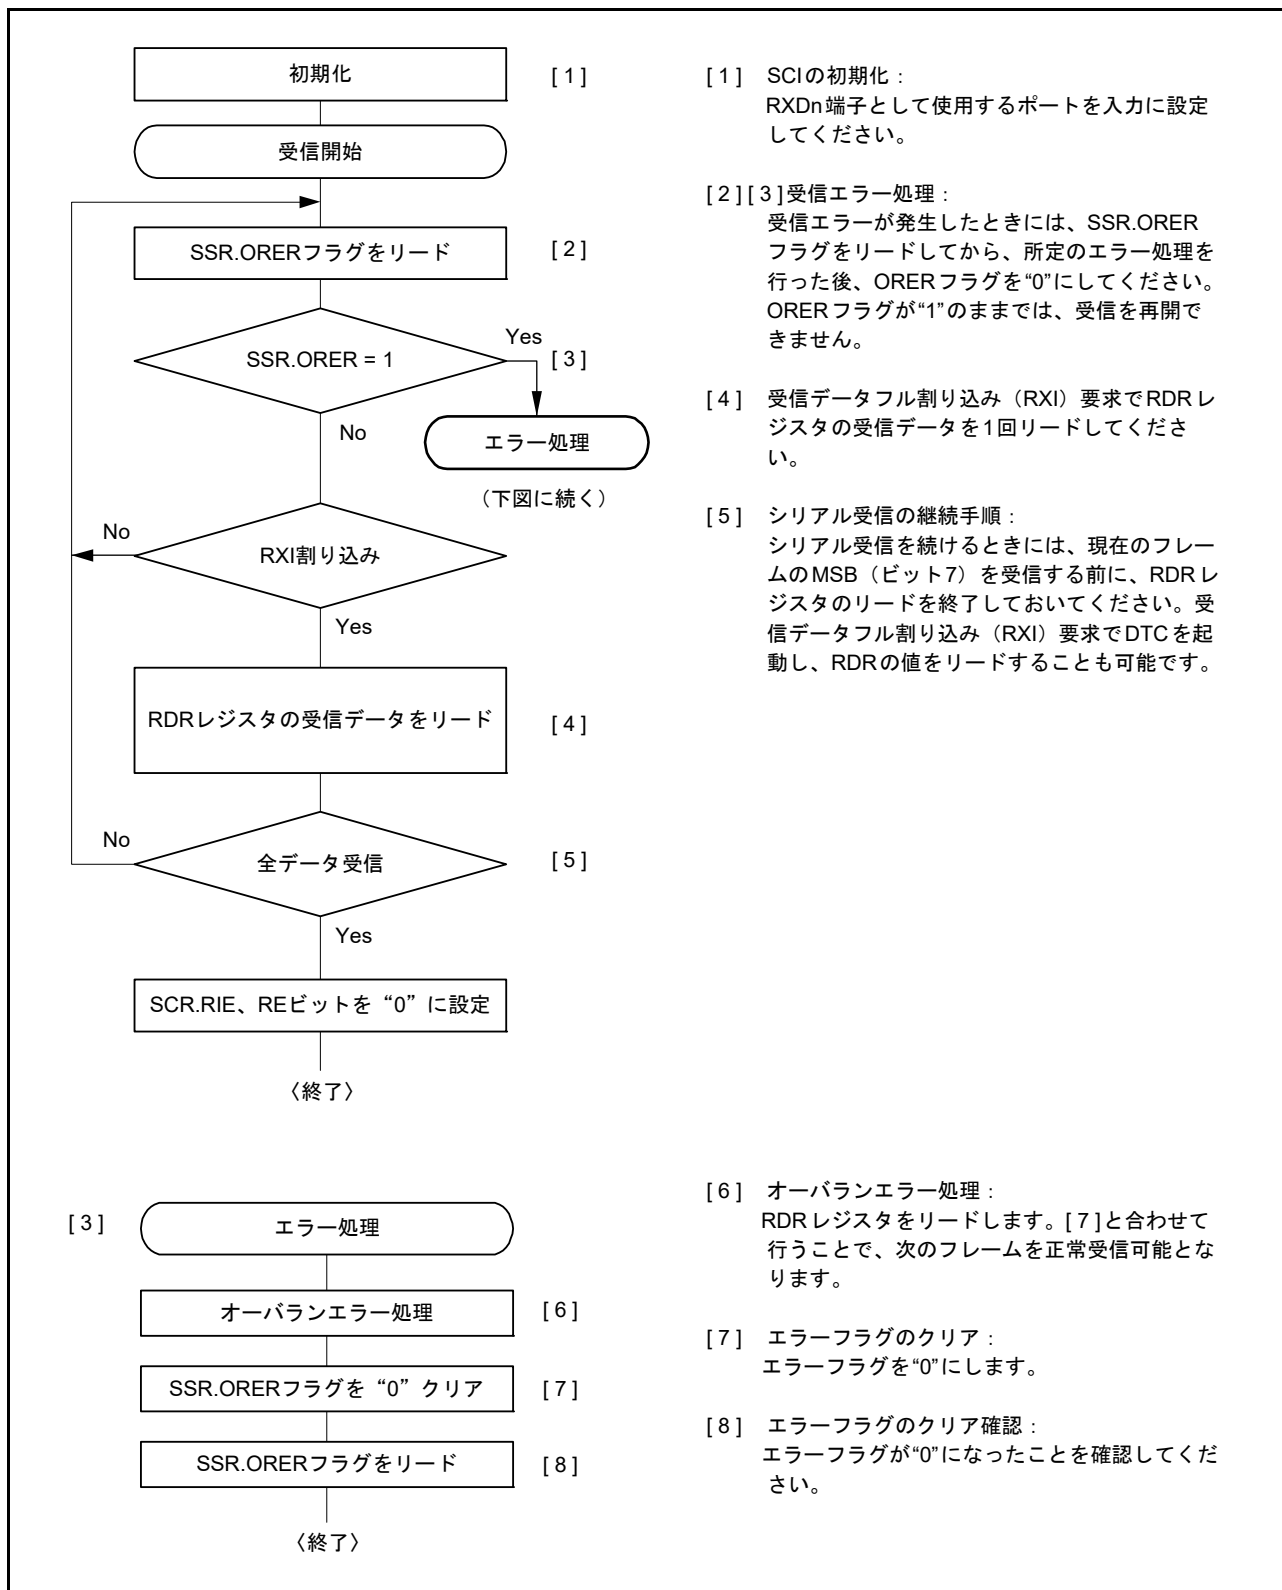 初期化
[ 1 ]
受信開始
SSR.ORERフラグをリード
[ 2 ]
SSR.ORER = 1
Yes
[ 3 ]
No
エラー処理
（下図に続く）
No
RXI割り込み
Yes
RDRレジスタの受信データをリード
[ 4 ]
No
全データ受信
[ 5 ]
Yes
SCR.RIE、REビットを“0”に設定
〈終了〉
[ 1 ] SCIの初期化：
RXDn端子として使用するポートを入力に設定
してください。
[ 2 ] [ 3 ]受信エラー処理：
受信エラーが発生したときには、SSR.ORER
フラグをリードしてから、所定のエラー処理を
行った後、ORERフラグを“0”にしてください。
ORERフラグが“1”のままでは、受信を再開で
きません。
[ 4 ] 受信データフル割り込み（RXI）要求でRDRレ
ジスタの受信データを1回リードしてくださ
い。
[ 5 ] シリアル受信の継続手順：
シリアル受信を続けるときには、現在のフレー
ムのMSB（ビット7）を受信する前に、RDRレ
ジスタのリードを終了しておいてください。受
信データフル割り込み（RXI）要求でDTCを起
動し、RDRの値をリードすることも可能です。
[ 3 ]
エラー処理
オーバランエラー処理
[ 6 ]
SSR.ORERフラグを“0”クリア
[ 7 ]
SSR.ORERフラグをリード
[ 8 ]
〈終了〉
[ 6 ] オーバランエラー処理：
RDRレジスタをリードします。[ 7 ]と合わせて
行うことで、次のフレームを正常受信可能とな
ります。
[ 7 ] エラーフラグのクリア：
エラーフラグを“0”にします。
[ 8 ] エラーフラグのクリア確認：
エラーフラグが“0”になったことを確認してくだ
さい。